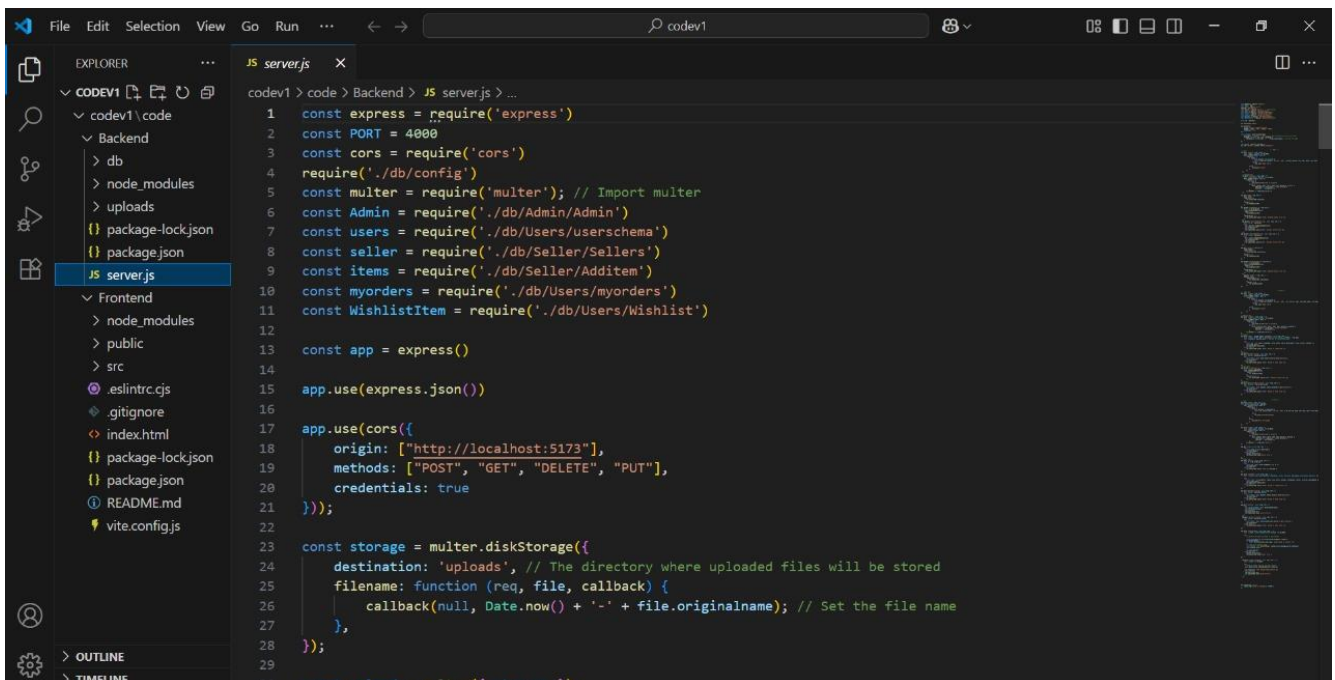 File Edit Selection View Go Run ··· ← → codev1
EXPLORER ···
CODEV1
codev1\code
Backend
db
node_modules
uploads
{} package-lock.json
{} package.json
JS server.js
Frontend
node_modules
public
src
.eslintrc.cjs
.gitignore
<> index.html
{} package-lock.json
{} package.json
README.md
vite.config.js
OUTLINE
TIMELINE
JS server.js ×
codev1 > code > Backend > JS server.js > ...
1 const express = require('express')
2 const PORT = 4000
3 const cors = require('cors')
4 require('./db/config')
5 const multer = require('multer'); // Import multer
6 const Admin = require('./db/Admin/Admin')
7 const users = require('./db/Users/userschema')
8 const seller = require('./db/Seller/Sellers')
9 const items = require('./db/Seller/Additem')
10 const myorders = require('./db/Users/myorders')
11 const WishlistItem = require('./db/Users/Wishlist')
12
13 const app = express()
14
15 app.use(express.json())
16
17 app.use(cors({
18     origin: ["http://localhost:5173"],
19     methods: ["POST", "GET", "DELETE", "PUT"],
20     credentials: true
21 }));
22
23 const storage = multer.diskStorage({
24     destination: 'uploads', // The directory where uploaded files will be stored
25     filename: function (req, file, callback) {
26         callback(null, Date.now() + '-' + file.originalname); // Set the file name
27     },
28 });
29